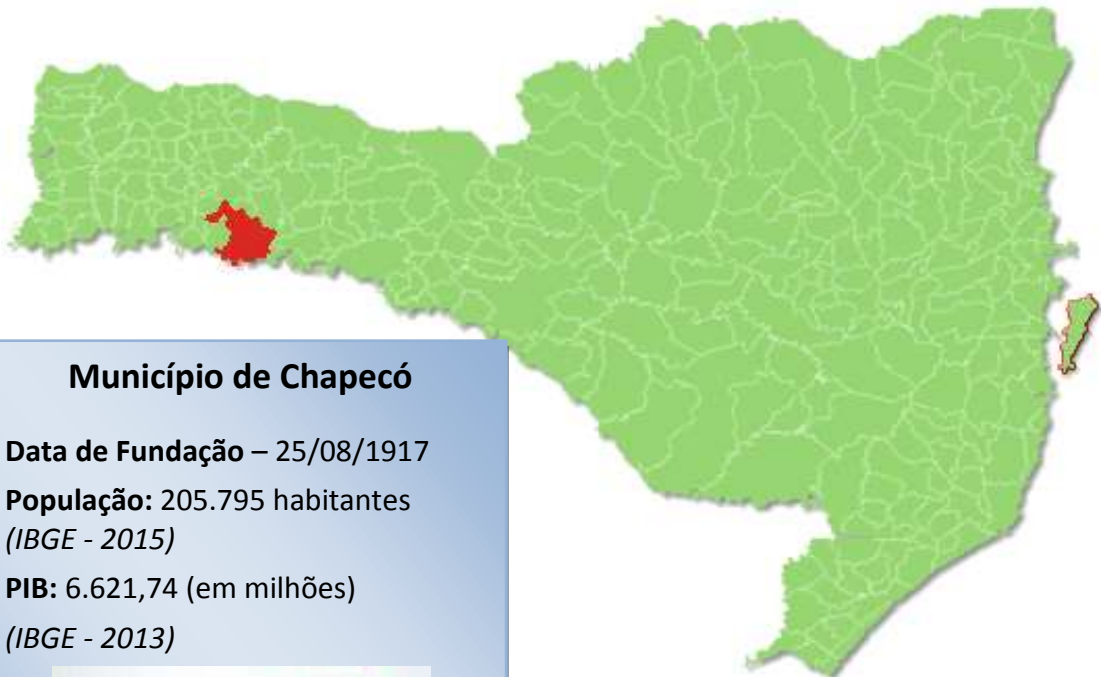 Município de Chapecó
Data de Fundação – 25/08/1917
População: 205.795 habitantes
(IBGE - 2015)
PIB: 6.621,74 (em milhões)
(IBGE - 2013)